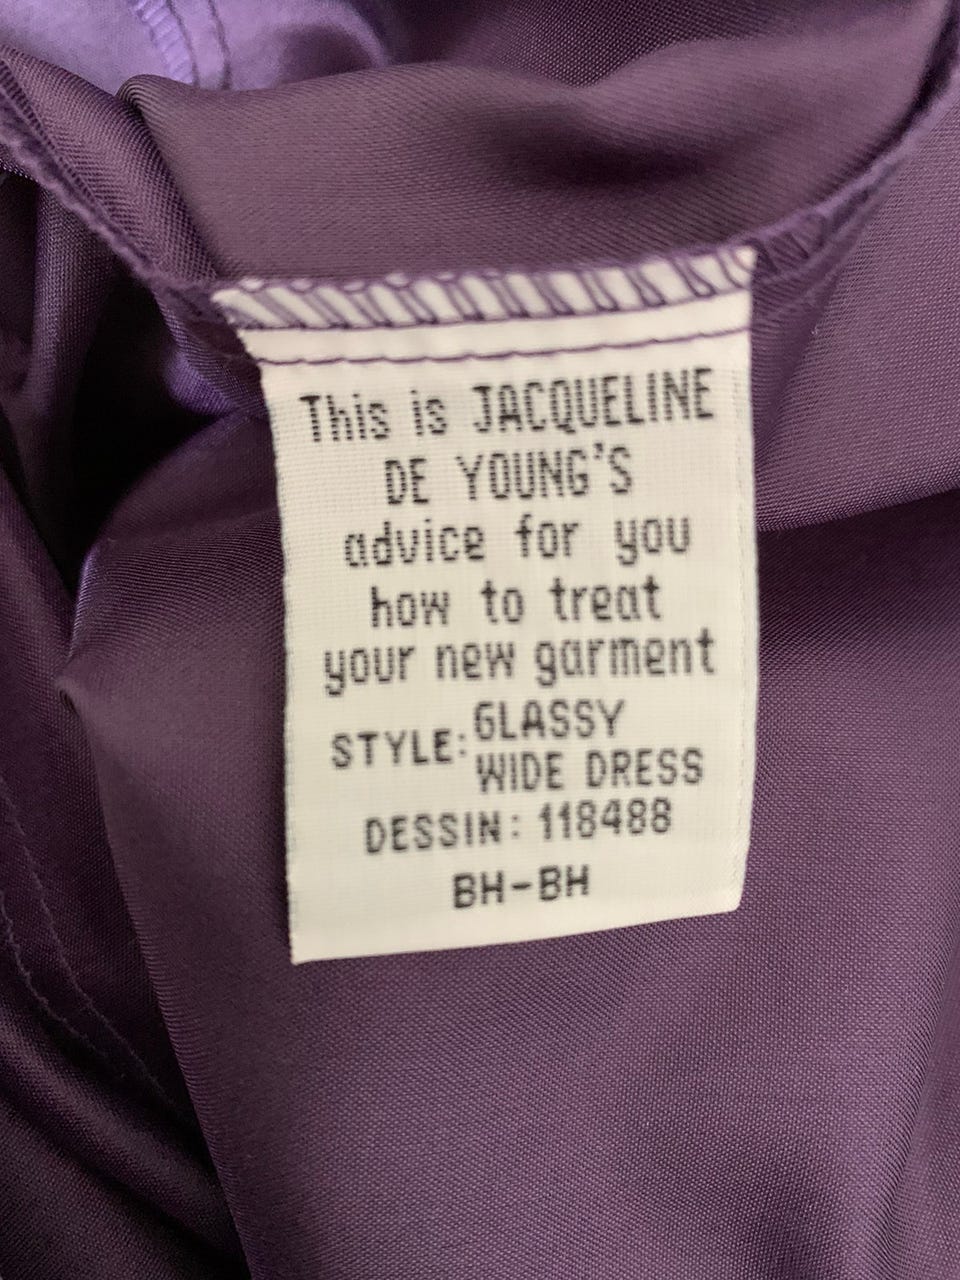 This is JACQUELINE
DE YOUNG'S
advice for you
how to treat
your new garment
STYLE: GLASSY
WIDE DRESS
DESSIN: 118488
BH-BH